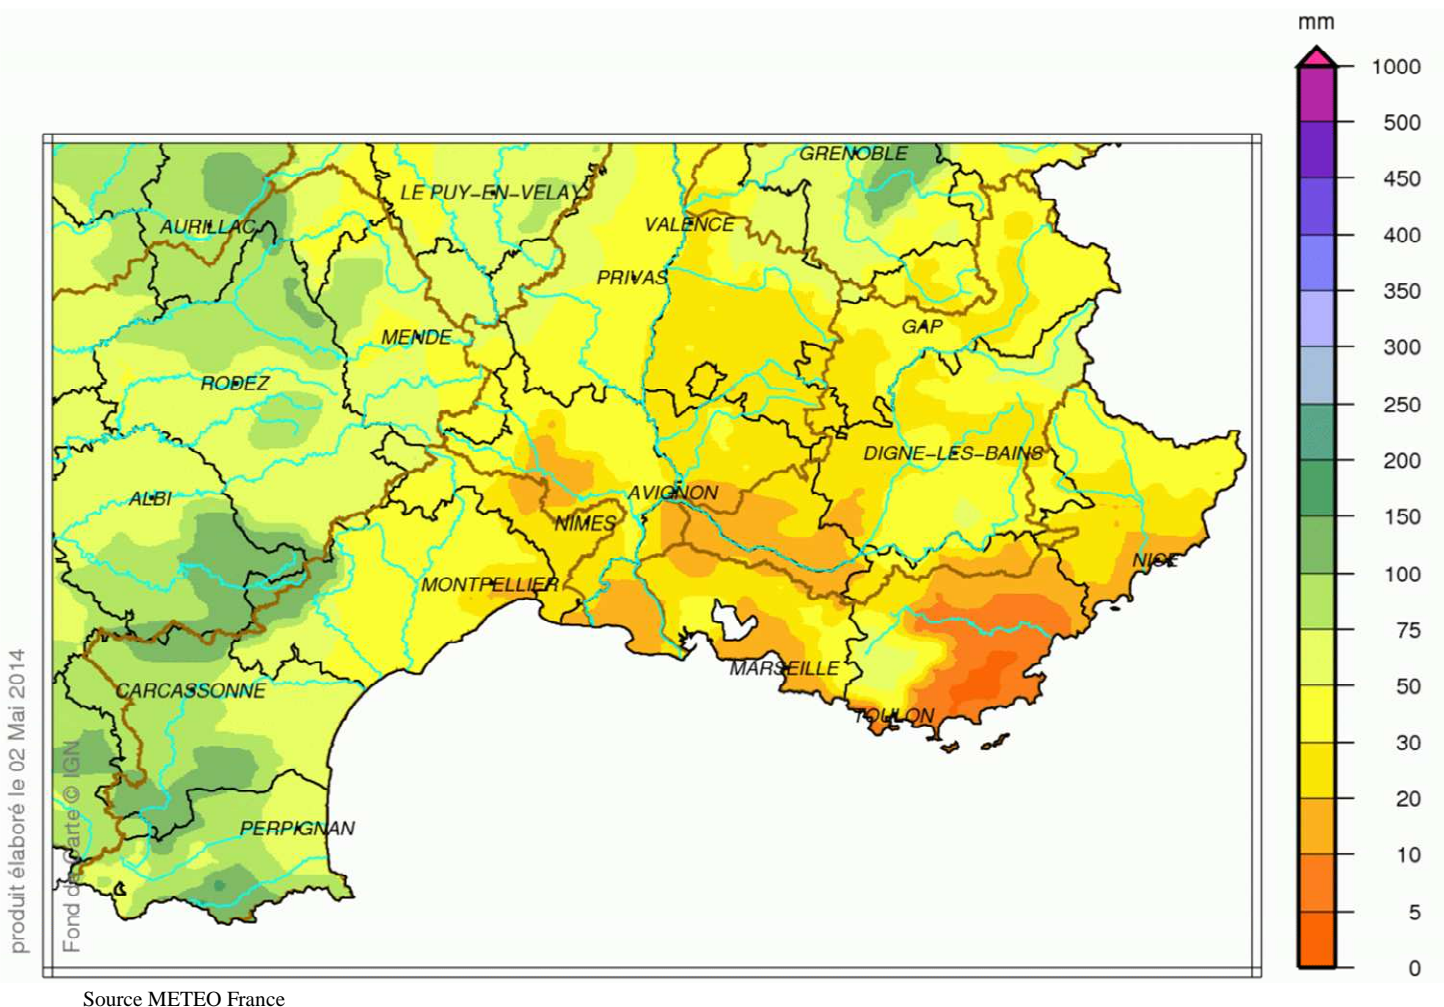 mm
1000
500
450
400
350
300
250
200
150
100
75
50
30
20
10
5
0
GRENOBLE
LE PUY-EN-VELAY
AURILLAC
VALENCE
PRIVAS
GAP
MENDE
RODEZ
DIGNE-LES-BAINS
ALBI
AVIGNON
NIMES
NICE
MONTPELLIER
MARSEILLE
CARCASSONNE
TOULON
PERPIGNAN
produit élaboré le 02 Mai 2014
Fond de carte © IGN
Source METEO France